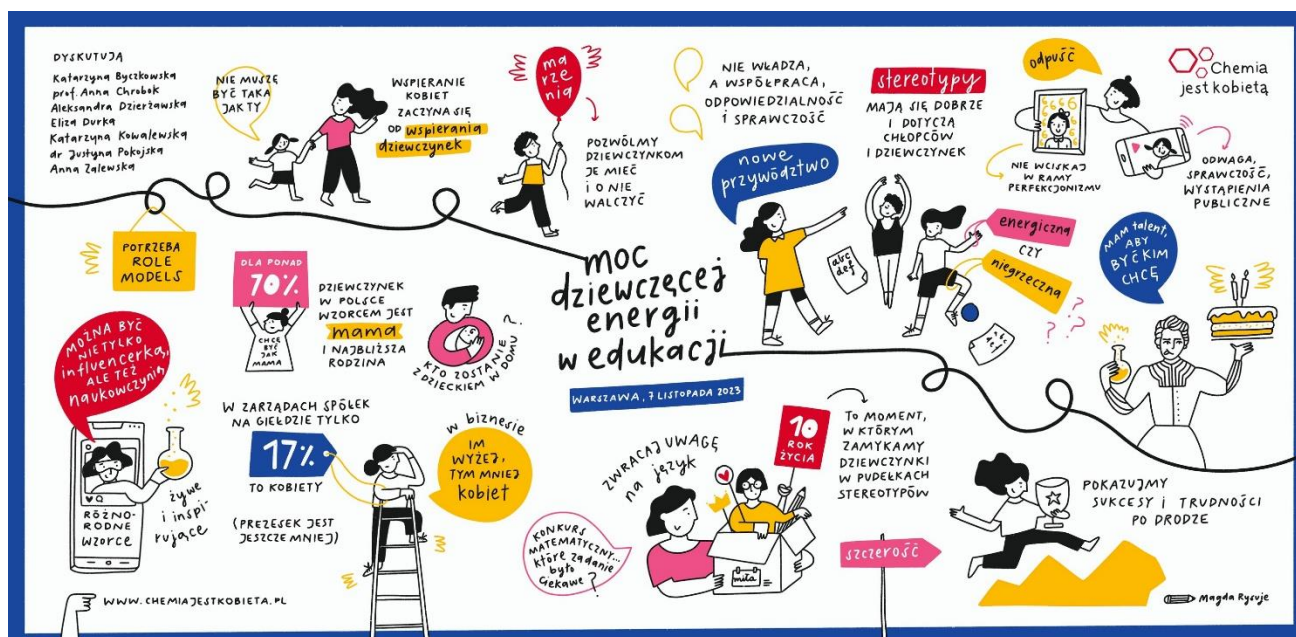 DYSKUTUJĄ
Katarzyna Byczkowska
prof. Anna Chrobok
Aleksandra Dzierżawska
Eliza Durka
Katarzyna Kowalewska
dr Justyna Pokojska
Anna Zalewska
NIE MUSZĘ
BYĆ TAKA
JAK TY
WSPIERANIE
KOBIET
ZACZYNA SIĘ
OD wspierania
dziewczynek
ma
rze
nia
POZWÓLMY
DZIEWCZYNKOM
JE MIEĆ
I O NIE
WALCZYĆ
NIE WŁADZA,
A WSPÓŁPRACA,
ODPOWIEDZIALNOŚĆ
I SPRAWCZOŚĆ
nowe
przywództwo
stereotypy
MAJĄ SIĘ DOBRZE
I DOTYCZĄ
CHŁOPCÓW
I DZIEWCZYNEK
odpuść
NIE WCISKAJ
W RAMY
PERFEKCJONIZMU
Chemia
jest kobietą
ODWAGA,
SPRAWCZOŚĆ,
WYSTĄPIENIA
PUBLICZNE
POTRZEBA
ROLE
MODELS
DLA PONAD
70%
CHCĘ
BYĆ
JAK
MAMA
DZIEWCZYNEK
W POLSCE
WZORCEM JEST
mama
I NAJBLIŻSZA
RODZINA
KTO ZOSTANIE
Z DZIECKIEM W DOMU?
moc
dziewczęcej
energii
w edukacji
WARSZAWA, 7 LISTOPADA 2023
abc
def
abc
def
energiczna
CZY
niegrzeczna
? ? ?
MAM talent,
ABY
BYĆ KIM
CHCĘ
MOŻNA BYĆ
NIE TYLKO
influencerką,
ALE TEŻ
naukowczynią
RÓŻNO-
RODNE
WZORCE
żywe
i inspi-
rujące
W ZARZĄDACH SPÓŁEK
NA GIEŁDZIE TYLKO
17%
TO KOBIETY
(PREZESEK JEST
JESZCZE MNIEJ)
w biznesie
IM
WYŻEJ,
TYM MNIEJ
kobiet
ZWRACAJ UWAGĘ
na język
KONKURS
MATEMATYCZNY...
które zadanie
było
ciekawe?
miła
10
ROK
ŻYCIA
TO MOMENT,
W KTÓRYM
ZAMYKAMY
DZIEWCZYNKI
W PUDEŁKACH
STEREOTYPÓW
szczerość
POKAZUJMY
SUKCESY I TRUDNOŚCI
PO DRODZE
WWW.CHEMIAJESTKOBIETA.PL
Magda Rysuje